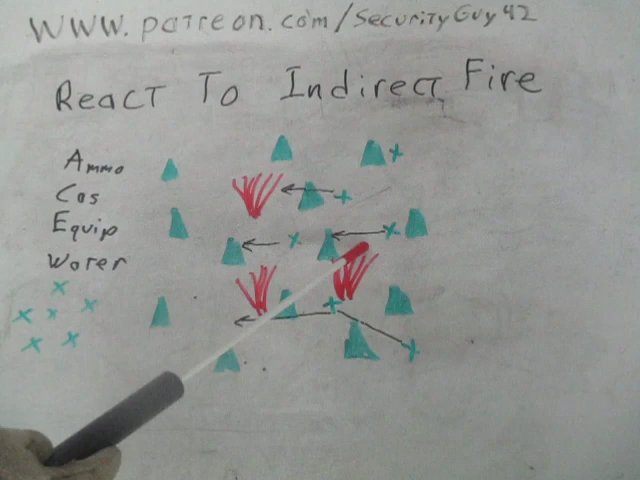 www.patreon.com/SecurityGuy42
React To Indirect Fire
Ammo
Cas
Equip
Water